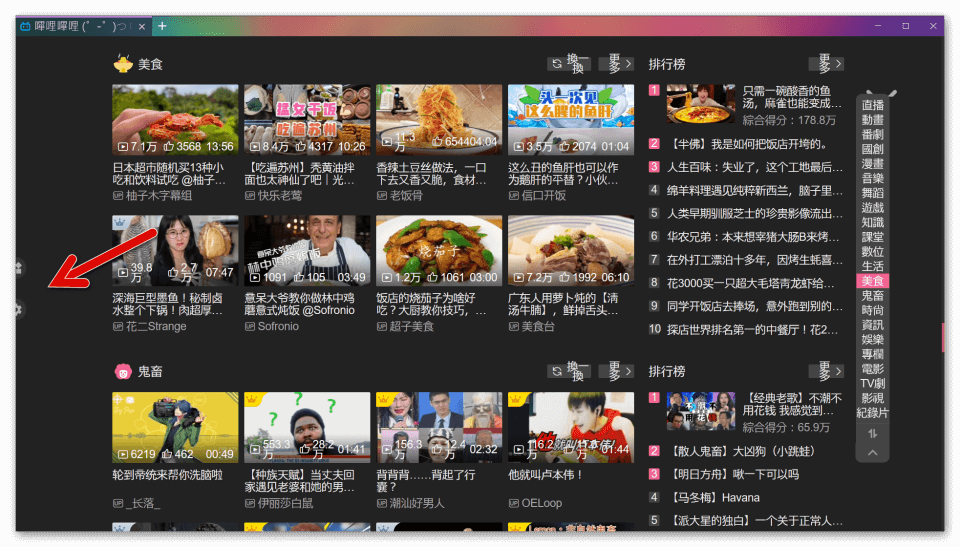 嗶哩嗶哩 (゜-゜)つ
美食
換一換
更多
排行榜
更多
7.1万 3568 13:56
8.4万 4317 10:26
11.3万 654404:04
3.5万 2074 01:04
猛女干饭
吃遍苏州
头一次见
这么腥的鱼肝
日本超市随机买13种小
吃和饮料试吃 @柚子…
柚子木字幕组
【吃遍苏州】秃黄油拌
面也太神仙了吧｜光…
快乐老莺
香辣土豆丝做法，一口
下去又香又脆，食材…
老饭骨
这么丑的鱼肝也可以作
为鹅肝的平替？小伙…
信口开饭
39.8万 2.7万 07:47
1091 105 03:49
1.2万 1061 03:00
7.2万 1992 06:10
意呆大爷教你做
林中鸡炖饭
烧茄子
深海巨型墨鱼！秘制卤
水整个下锅！肉超厚…
花二Strange
意呆大爷教你做林中鸡
蘑意式炖饭 @Sofronio
Sofronio
饭店的烧茄子为啥好
吃？大厨教你技巧，…
超子美食
广东人用萝卜炖的【清
汤牛腩】，鲜掉舌头…
美食台
1
只需一碗酸香的鱼
汤，麻雀也能变成…
綜合得分：178.8万
2 【半佛】我是如何把饭店开垮的。
3 人生百味：失业了，这个工地最后…
4 绵羊料理遇见纯粹新西兰，脑子里…
5 人类早期驯服芝士的珍贵影像流出…
6 华农兄弟：本来想宰猪大肠B来烤…
7 在外打工漂泊十多年，因烤生蚝喜…
8 花3000买一只超大毛塔青龙虾给…
9 同学开饭店去捧场，意外跑到别的…
10 探店世界排名第一的中餐厅！花2…
直播
動畫
番劇
國創
漫畫
音樂
舞蹈
遊戲
知識
課堂
數位
生活
美食
鬼畜
時尚
資訊
娛樂
專欄
電影
TV劇
影視
紀錄片
鬼畜
換一換
更多
排行榜
更多
6219 462 00:49
553.3万 28.2万 01:41
156.3万 12.4万 02:32
116.2万 11.5万 01:44
轮到帝统来帮你洗脑啦
_长落_
【种族天赋】当丈夫回
家遇见老婆和她的男…
伊丽莎白鼠
背背背……背起了行
囊？
潮汕好男人
他就叫卢本伟！
OELoop
1
【经典老歌】不潮不
用花钱 我感觉到…
綜合得分：65.9万
2 【散人鬼畜】大凶狗（小跳蛙）
3 【明日方舟】啾一下可以吗
4 【马冬梅】Havana
5 【派大星的独白】一个关于正常人…